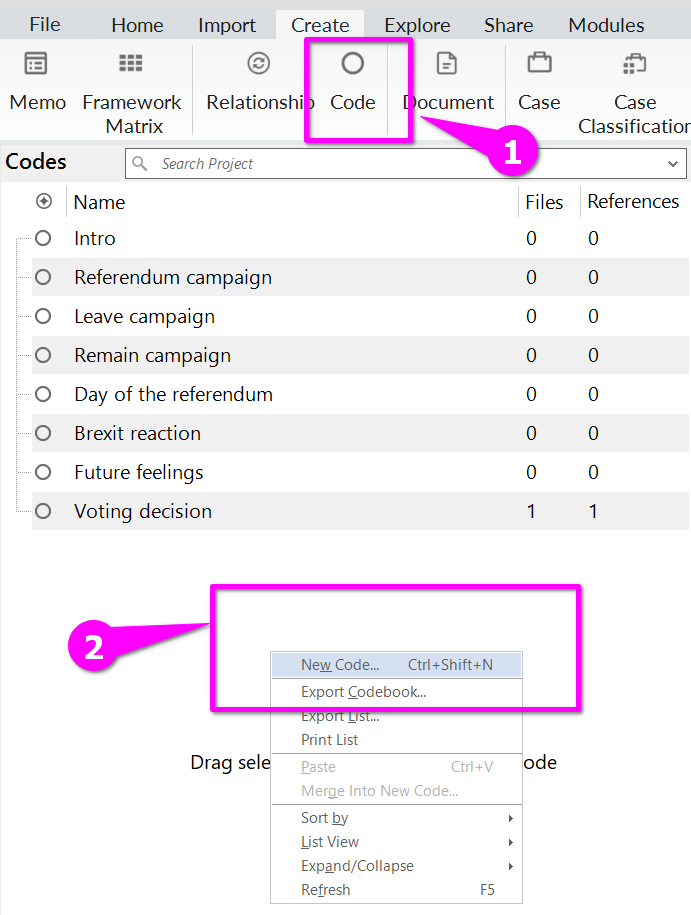 File Home Import Create Explore Share Modules
Memo Framework Relationship Code Document Case Case
Matrix Classification
1
Codes Search Project
Name Files References
Intro 0 0
Referendum campaign 0 0
Leave campaign 0 0
Remain campaign 0 0
Day of the referendum 0 0
Brexit reaction 0 0
Future feelings 0 0
Voting decision 1 1
2
New Code... Ctrl+Shift+N
Export Codebook...
Export List...
Print List
Drag sele ode
Paste Ctrl+V
Merge Into New Code...
Sort by
List View
Expand/Collapse
Refresh F5